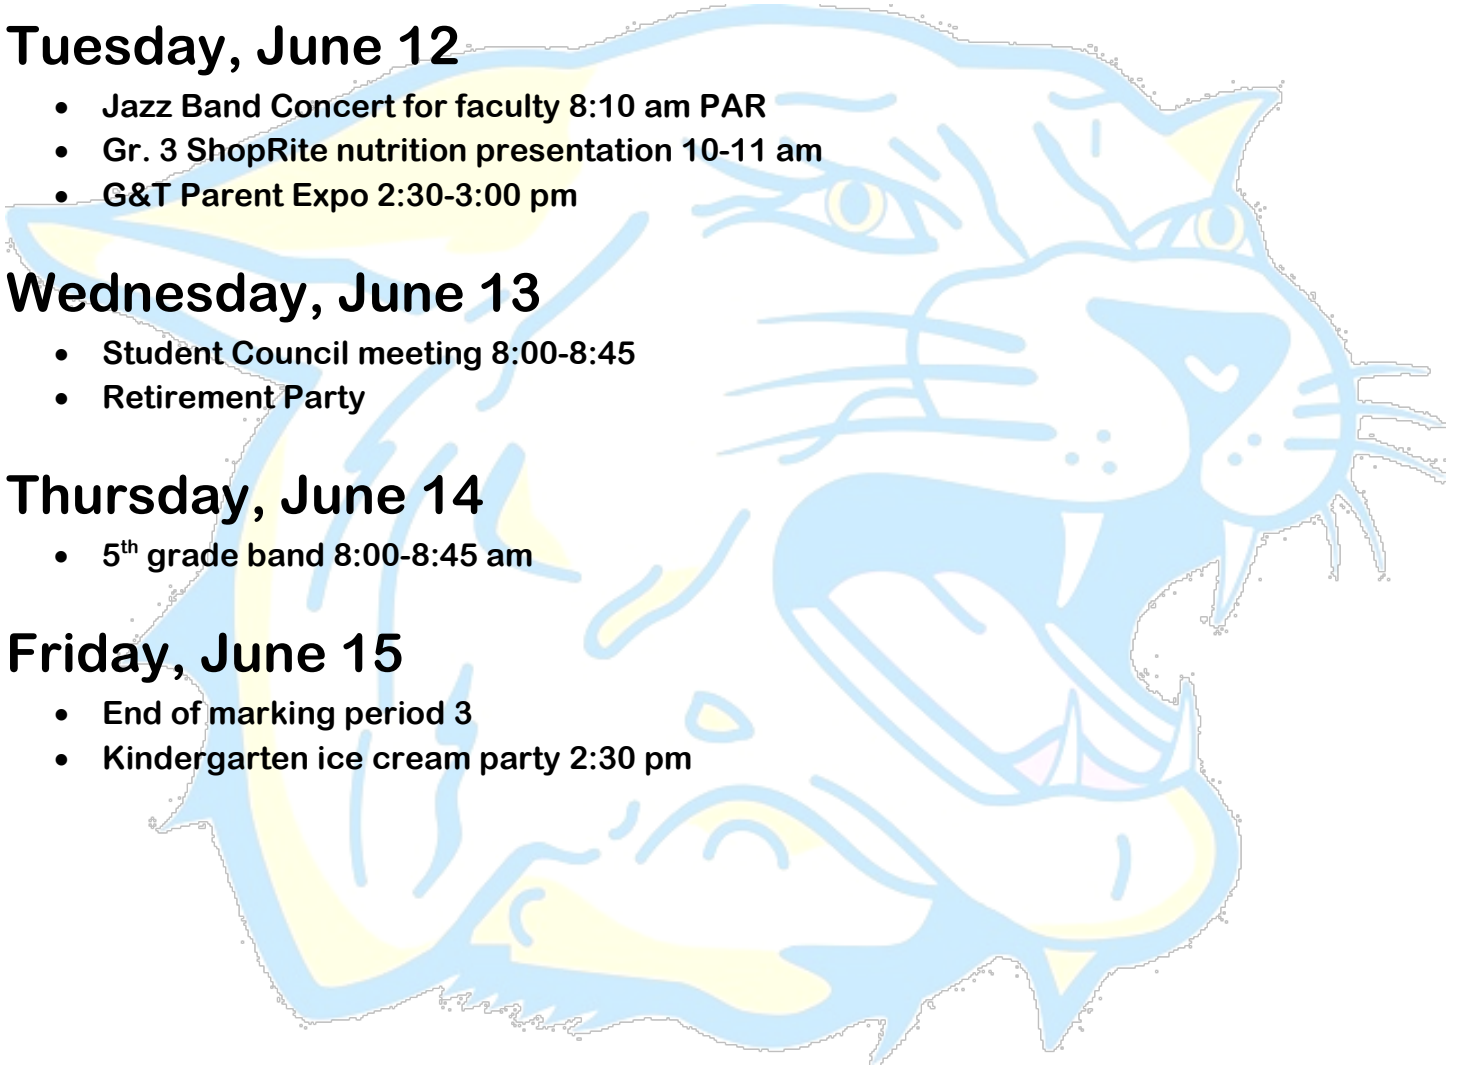 Tuesday, June 12
• Jazz Band Concert for faculty 8:10 am PAR
• Gr. 3 ShopRite nutrition presentation 10-11 am
• G&T Parent Expo 2:30-3:00 pm
Wednesday, June 13
• Student Council meeting 8:00-8:45
• Retirement Party
Thursday, June 14
• 5th grade band 8:00-8:45 am
Friday, June 15
• End of marking period 3
• Kindergarten ice cream party 2:30 pm